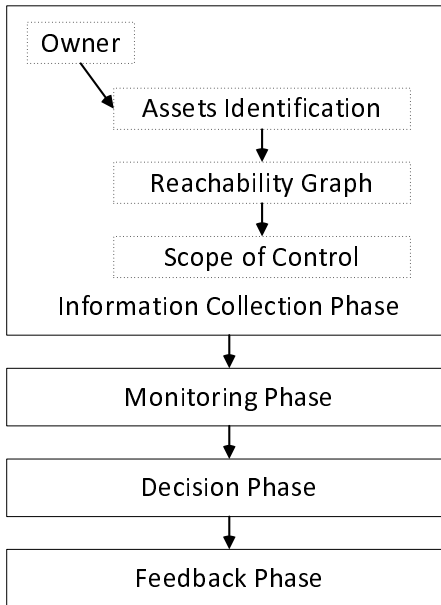 Owner
Assets Identification
Reachability Graph
Scope of Control
Information Collection Phase
Monitoring Phase
Decision Phase
Feedback Phase